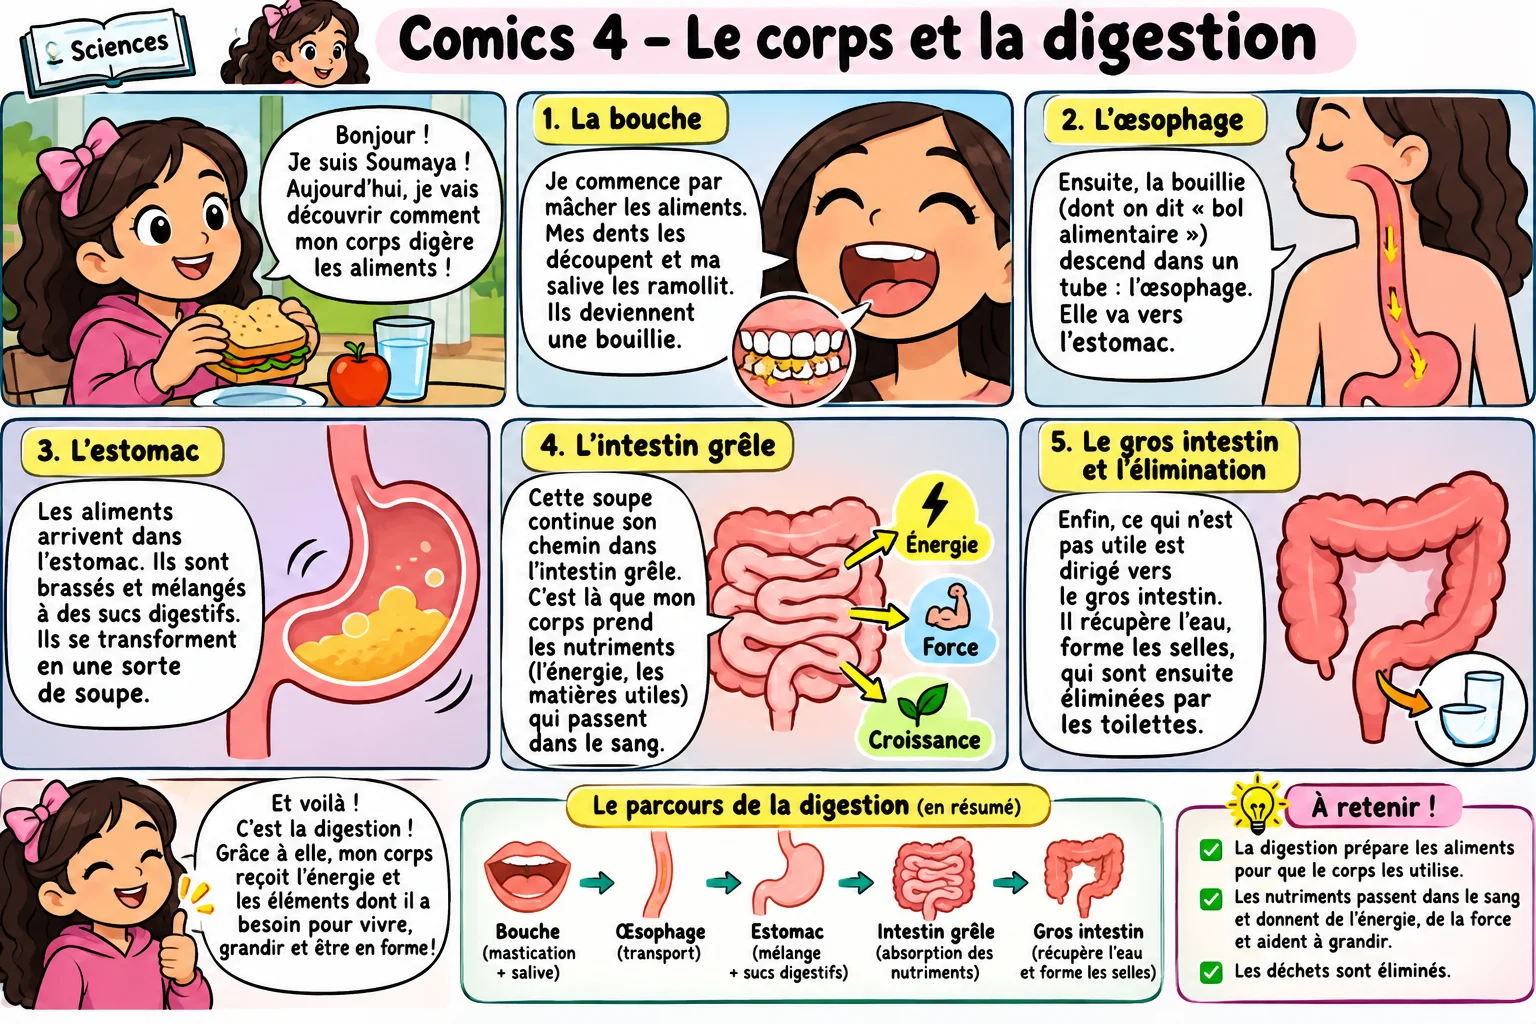 Sciences
Comics 4 – Le corps et la digestion
Bonjour !
Je suis Soumaya !
Aujourd'hui, je vais
découvrir comment
mon corps digère
les aliments !
1. La bouche
Je commence par
mâcher les aliments.
Mes dents les
découpent et ma
salive les ramollit.
Ils deviennent
une bouillie.
2. L'œsophage
Ensuite, la bouillie
(dont on dit « bol
alimentaire »)
descend dans un
tube : l'œsophage.
Elle va vers
l'estomac.
3. L'estomac
Les aliments
arrivent dans
l'estomac. Ils sont
brassés et mélangés
à des sucs digestifs.
Ils se transforment
en une sorte
de soupe.
4. L'intestin grêle
Cette soupe
continue son
chemin dans
l'intestin grêle.
C'est là que mon
corps prend
les nutriments
(l'énergie, les
matières utiles)
qui passent
dans le sang.
Énergie
Force
Croissance
5. Le gros intestin
et l'élimination
Enfin, ce qui n'est
pas utile est
dirigé vers
le gros intestin.
Il récupère l'eau,
forme les selles,
qui sont ensuite
éliminées par
les toilettes.
Et voilà !
C'est la digestion !
Grâce à elle, mon corps
reçoit l'énergie et
les éléments dont il a
besoin pour vivre,
grandir et être en forme !
Le parcours de la digestion (en résumé)
Bouche
(mastication
+ salive)
Œsophage
(transport)
Estomac
(mélange
+ sucs digestifs)
Intestin grêle
(absorption des
nutriments)
Gros intestin
(récupère l'eau
et forme les selles)
À retenir !
La digestion prépare les aliments
pour que le corps les utilise.
Les nutriments passent dans le sang
et donnent de l'énergie, de la force
et aident à grandir.
Les déchets sont éliminés.